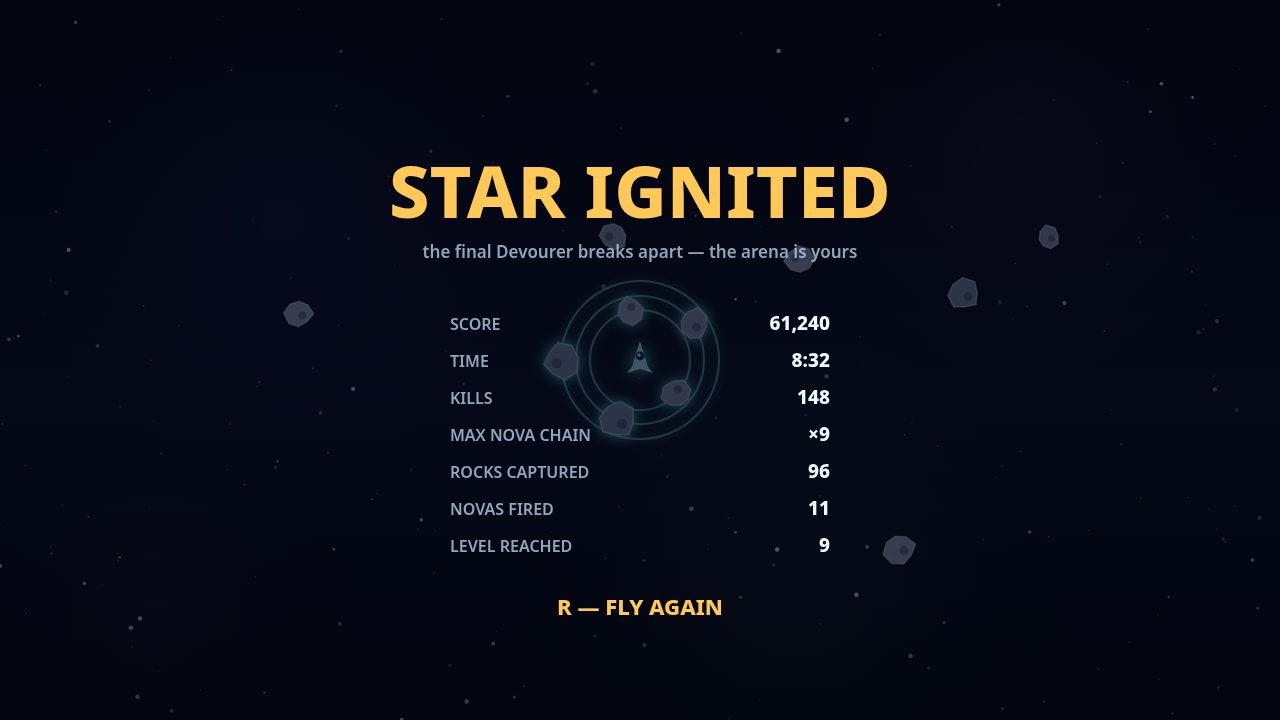 STAR IGNITED
the final Devourer breaks apart — the arena is yours
SCORE 61,240
TIME 8:32
KILLS 148
MAX NOVA CHAIN ×9
ROCKS CAPTURED 96
NOVAS FIRED 11
LEVEL REACHED 9
R — FLY AGAIN